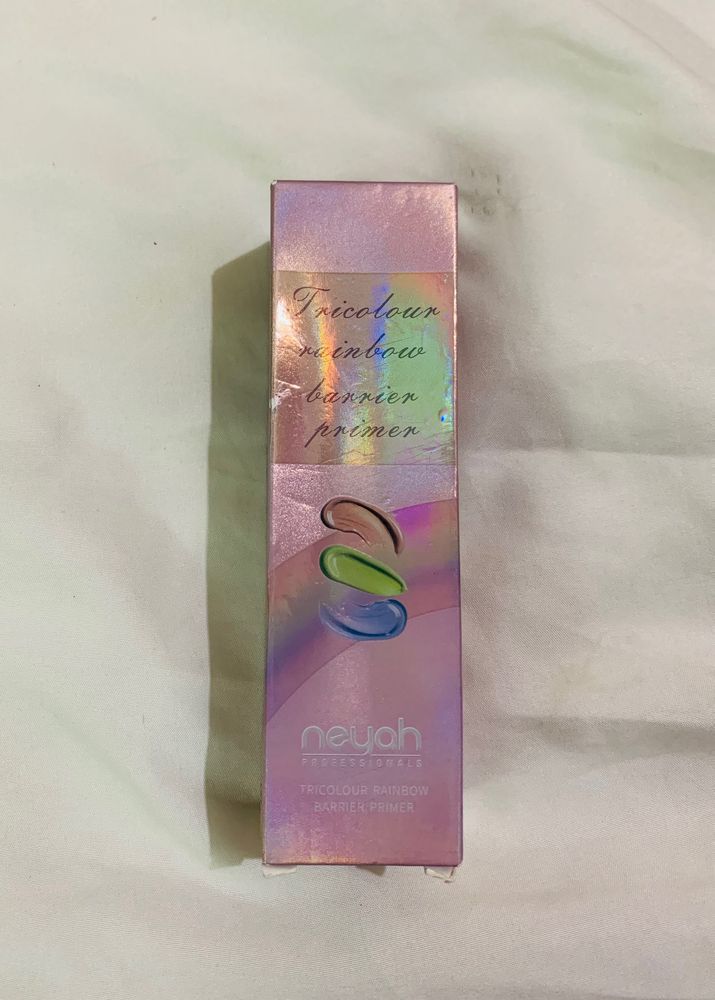 Tricolour
rainbow
barrier
primer
neyah
PROFESSIONALS
TRICOLOUR RAINBOW
BARRIER PRIMER